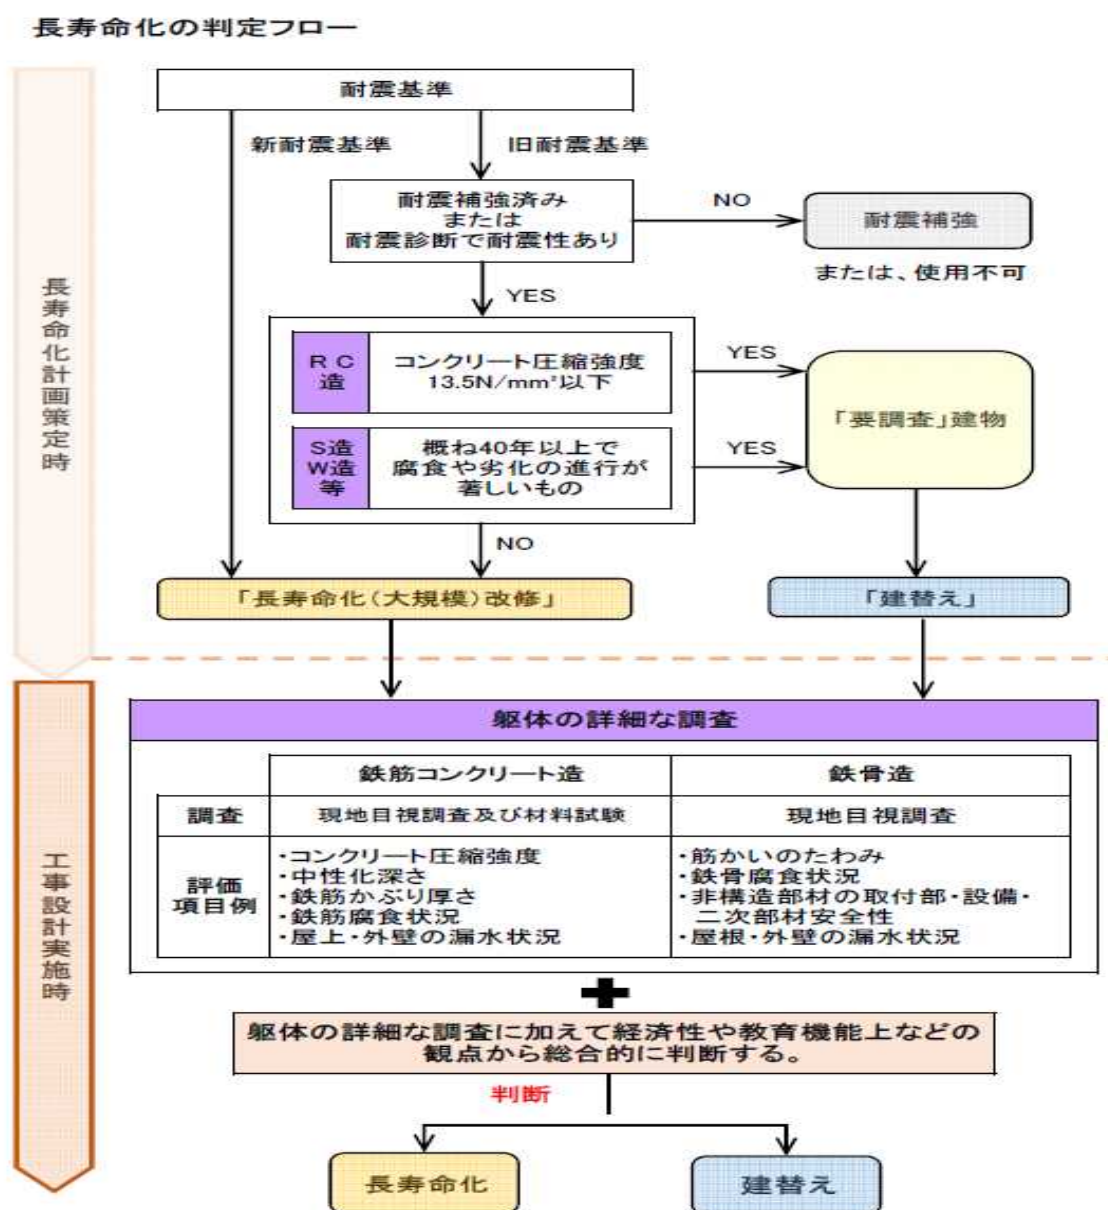 長寿命化の判定フロー
長寿命化計画策定時
耐震基準
新耐震基準
旧耐震基準
耐震補強済み
または
耐震診断で耐震性あり
NO
耐震補強
または、使用不可
YES
RC
造
コンクリート圧縮強度
13.5N/mm²以下
YES
「要調査」建物
S造
W造
等
概ね40年以上で
腐食や劣化の進行が
著しいもの
YES
NO
「長寿命化(大規模)改修」
「建替え」
工事設計実施時
躯体の詳細な調査
鉄筋コンクリート造
鉄骨造
調査
現地目視調査及び材料試験
現地目視調査
評価
項目例
・コンクリート圧縮強度
・中性化深さ
・鉄筋かぶり厚さ
・鉄筋腐食状況
・屋上・外壁の漏水状況
・筋かいのたわみ
・鉄骨腐食状況
・非構造部材の取付部・設備・
二次部材安全性
・屋根・外壁の漏水状況
躯体の詳細な調査に加えて経済性や教育機能上などの
観点から総合的に判断する。
判断
長寿命化
建替え